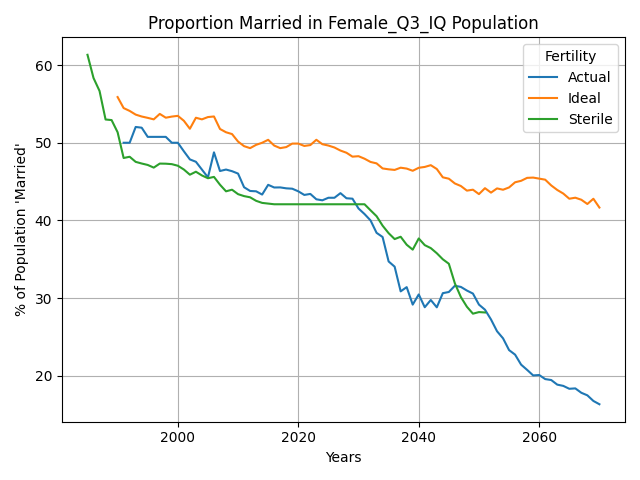 Proportion Married in Female_Q3_IQ Population
% of Population 'Married'
60
50
40
30
20
Fertility
Actual
Ideal
Sterile
2000
2020
2040
2060
Years